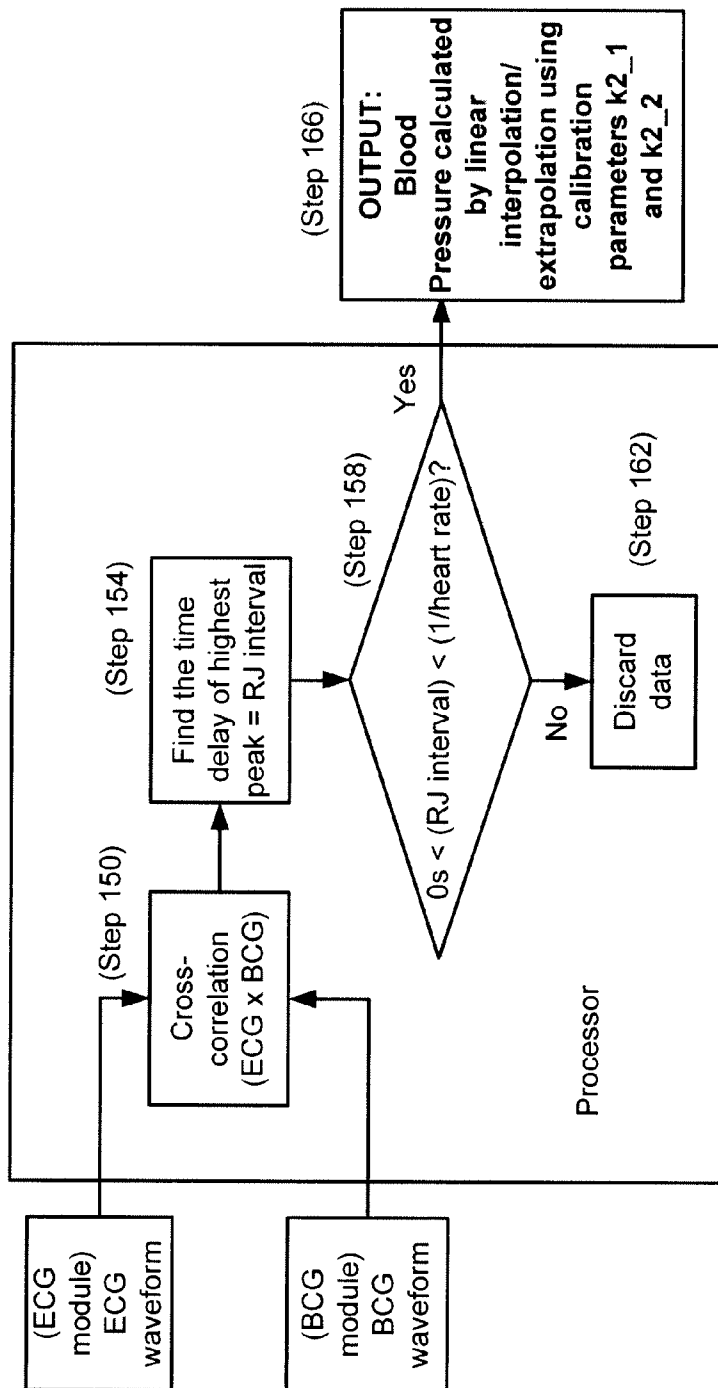 (ECG
module)
ECG
waveform
(BCG
module)
BCG
waveform
(Step 150)
Cross-
correlation
(ECG x BCG)
(Step 154)
Find the time
delay of highest
peak = RJ interval
(Step 158)
0s < (RJ interval) < (1/heart rate)?
Yes
No
(Step 162)
Discard
data
Processor
(Step 166)
OUTPUT:
Blood
Pressure calculated
by linear
interpolation/
extrapolation using
calibration
parameters k2_1
and k2_2